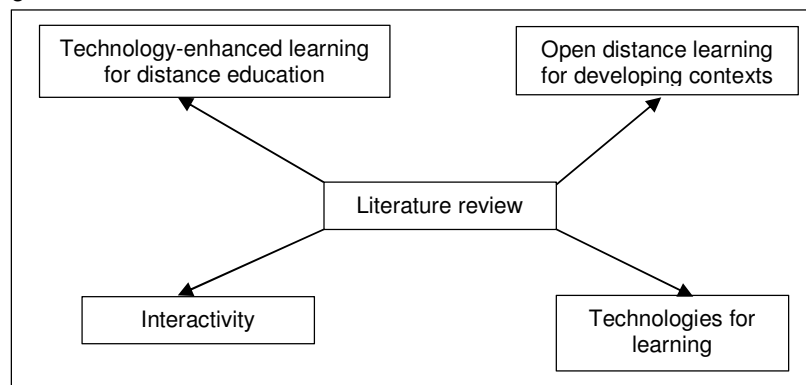 Technology-enhanced learning
for distance education
Open distance learning
for developing contexts
Literature review
Interactivity
Technologies for
learning